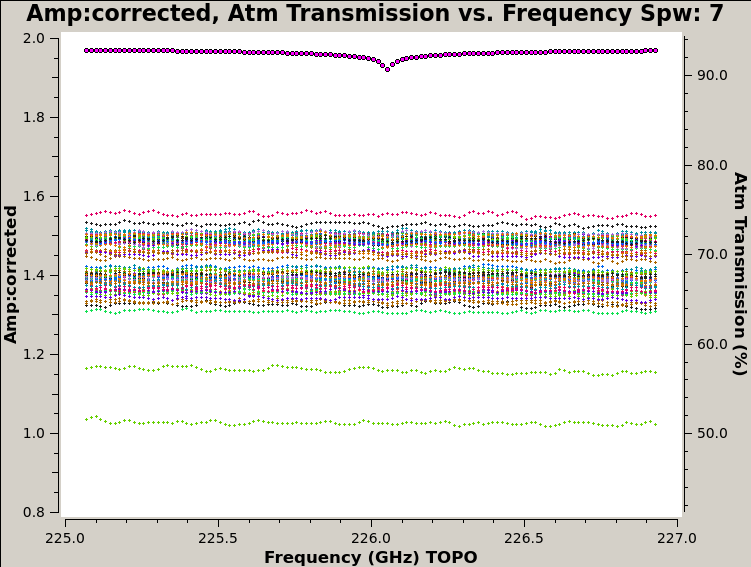 Amp:corrected, Atm Transmission vs. Frequency Spw: 7
2.0
1.8
1.6
1.4
1.2
1.0
0.8
Amp:corrected
90.0
80.0
70.0
60.0
50.0
Atm Transmission (%)
225.0 225.5 226.0 226.5 227.0
Frequency (GHz) TOPO